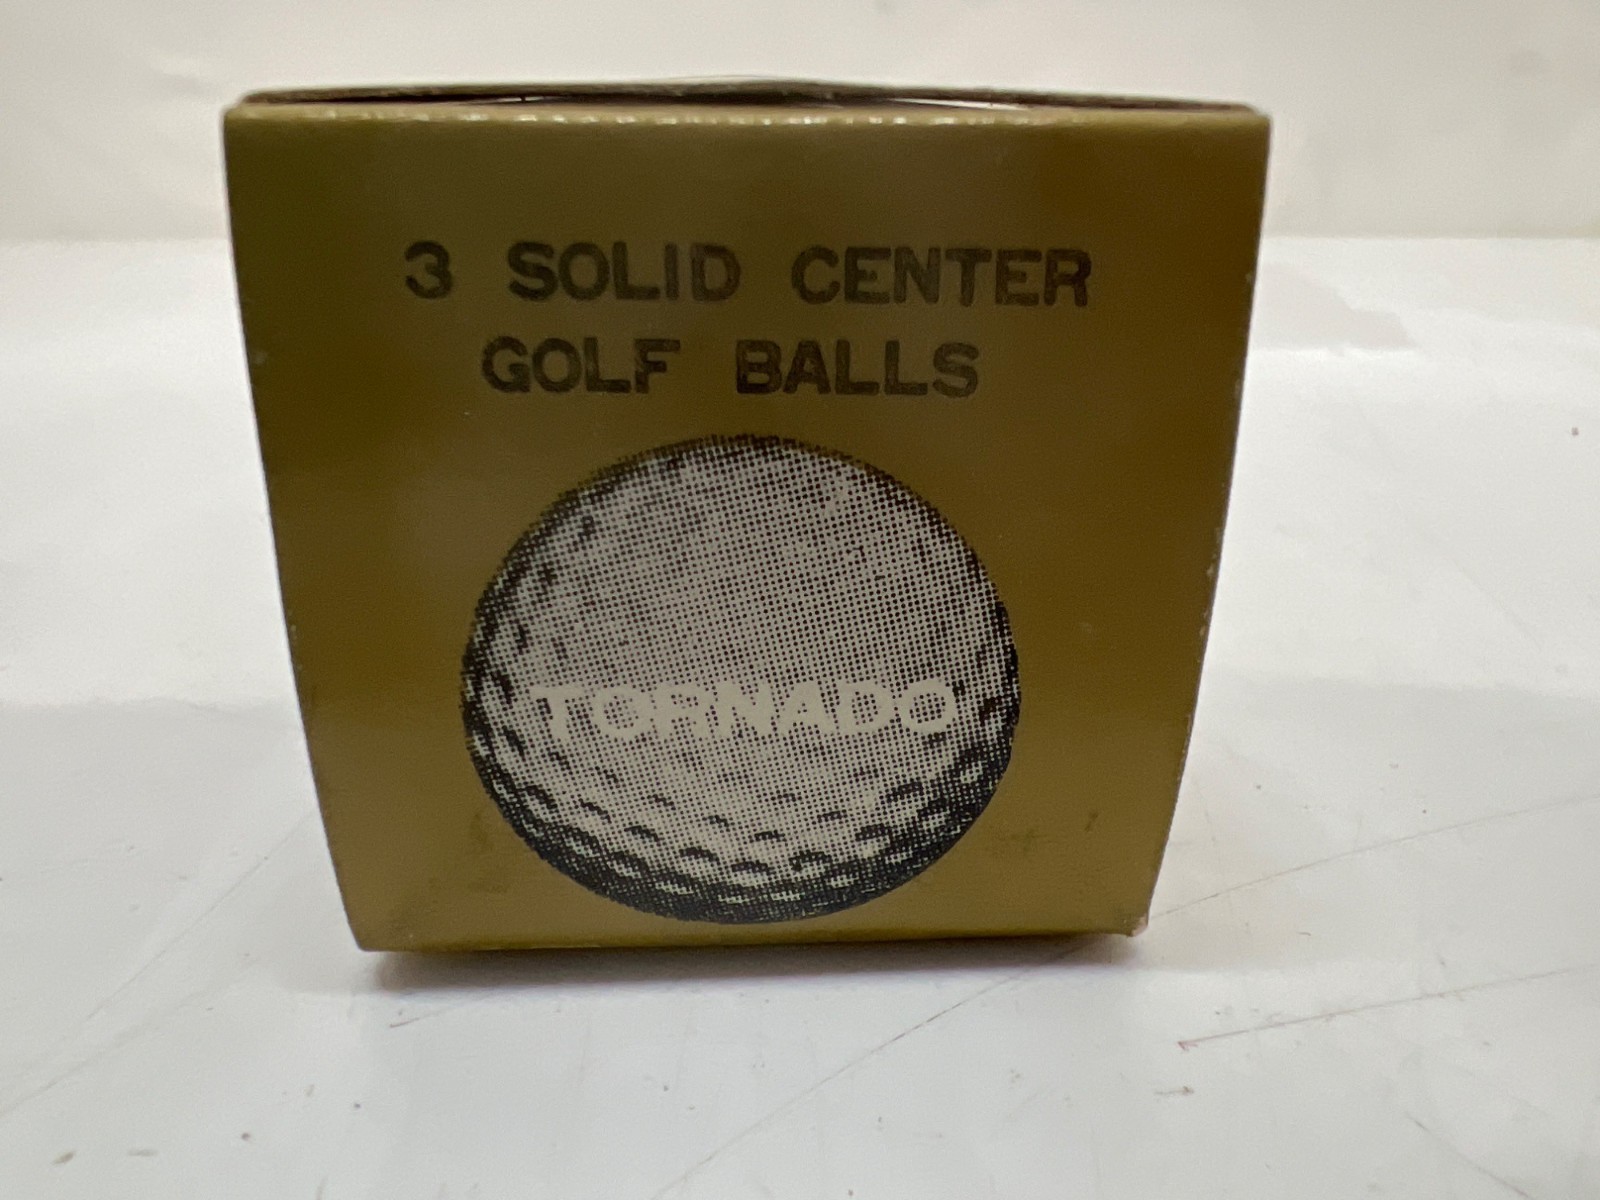 3 SOLID CENTER
GOLF BALLS
TORNADO